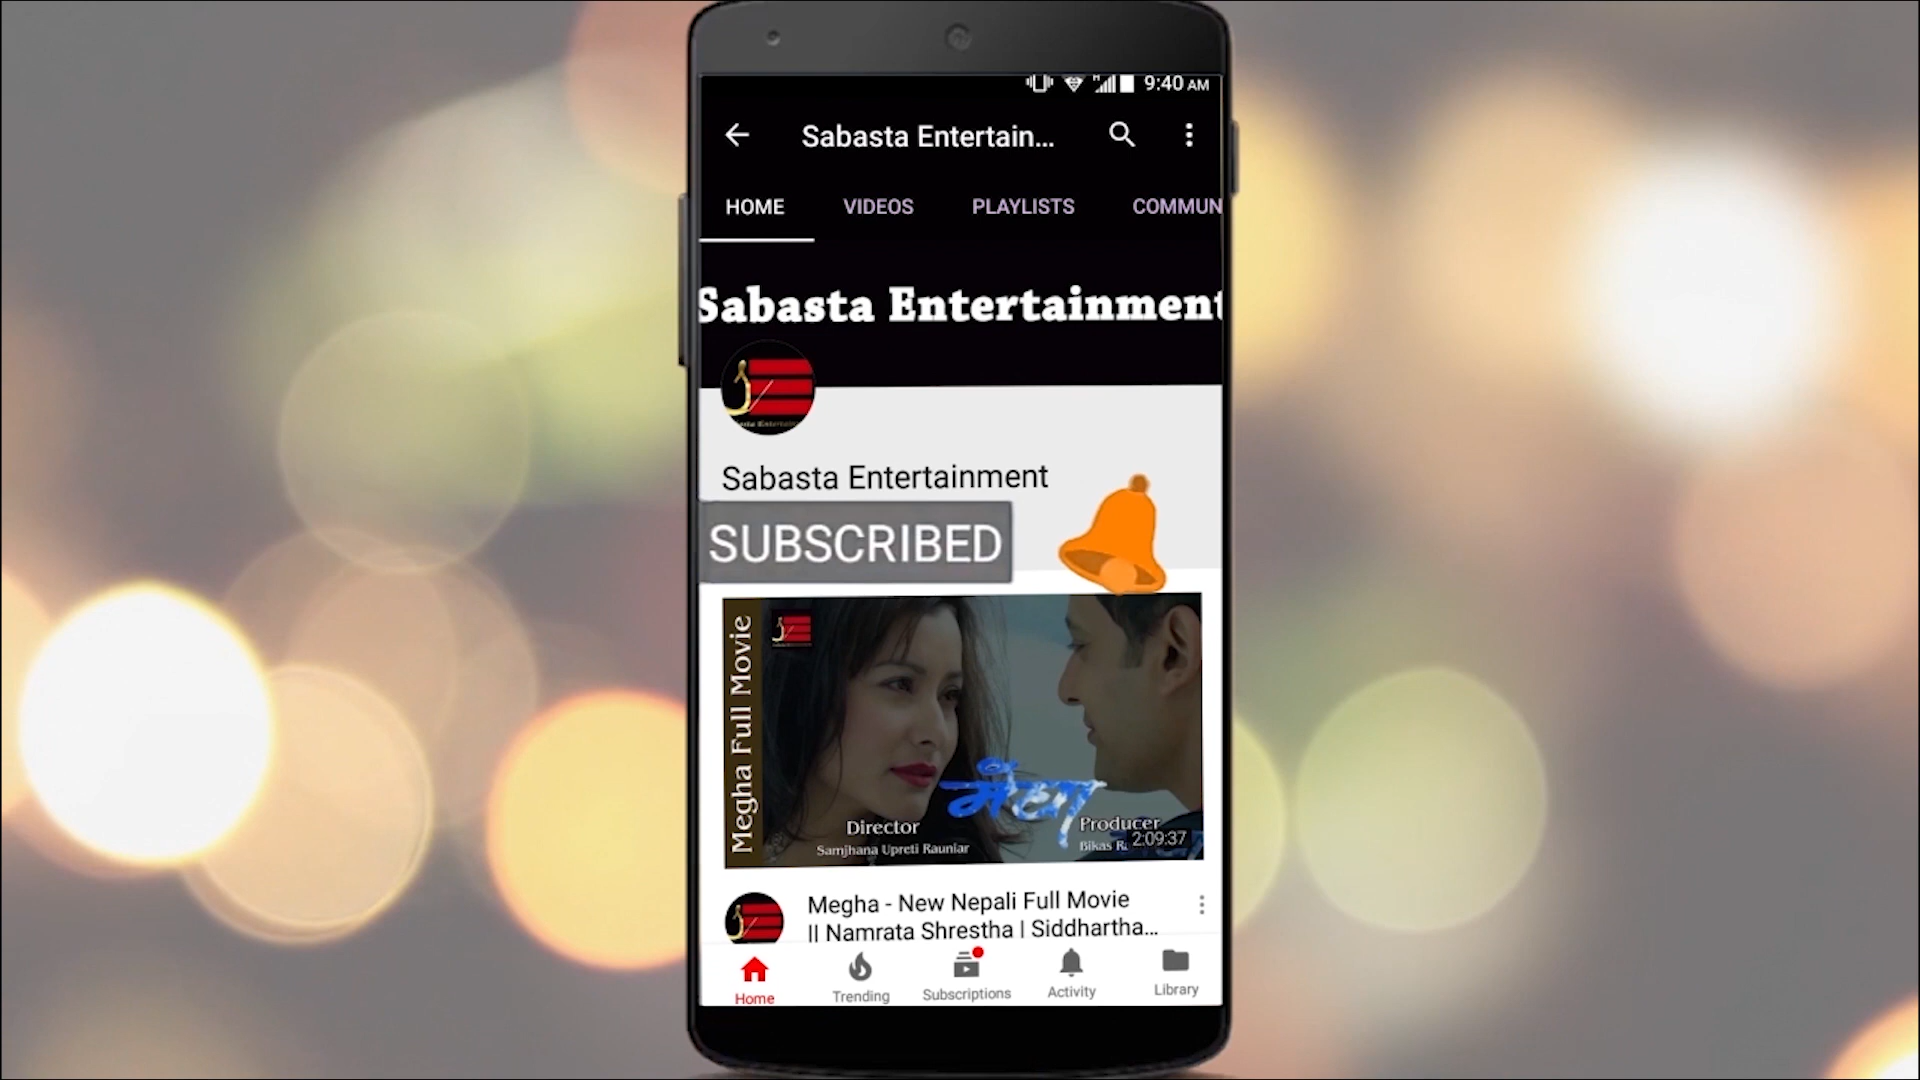 9:40 AM
Sabasta Entertain...
HOME VIDEOS PLAYLISTS COMMUN
Sabasta Entertainment
Sabasta Entertainment
SUBSCRIBED
Megha Full Movie
मेघा
Director
Samjhana Upreti Rauniar
Producer
Bikas R
2:09:37
Megha - New Nepali Full Movie
|| Namrata Shrestha | Siddhartha...
Home Trending Subscriptions Activity Library